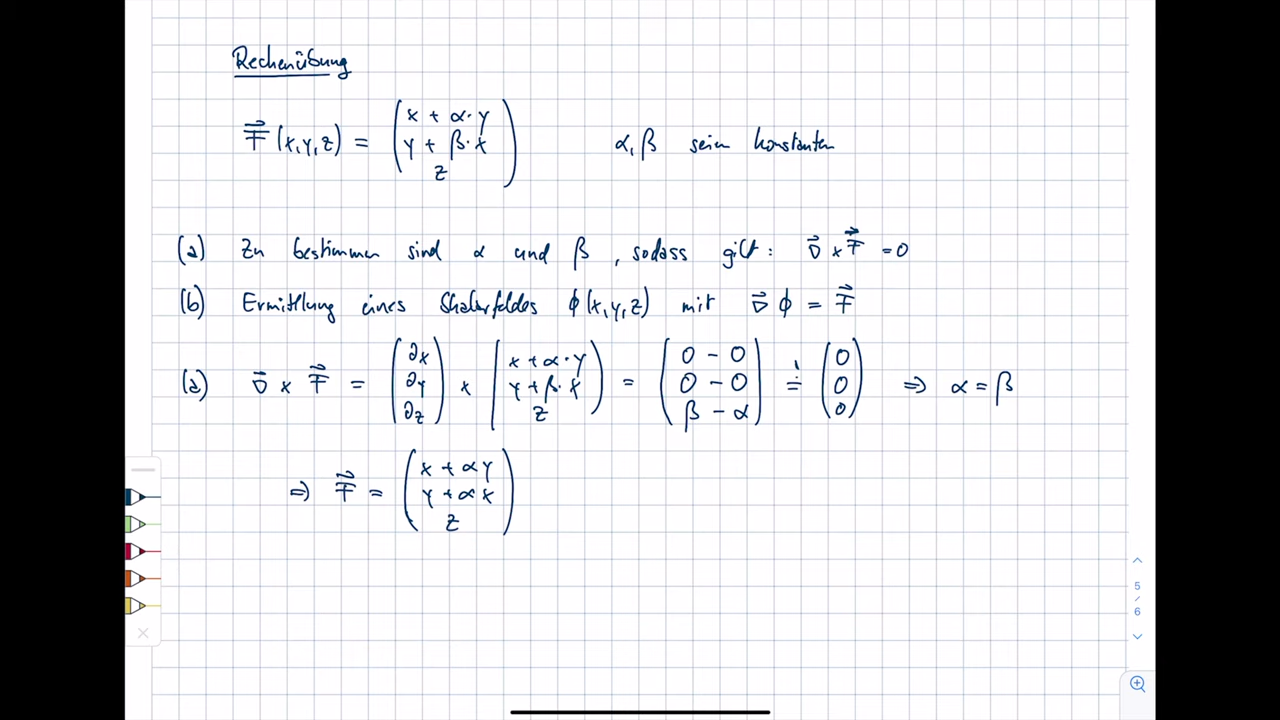 Rechenübung
F⃗(x,y,z) = (x + α·y
y + β·x
z) α,β seien konstanten
(a) Zu bestimmen sind α und β, sodass gilt: ∇⃗ × F⃗ = 0
(b) Ermittlung eines Skalarfeldes ϕ(x,y,z) mit ∇⃗ ϕ = F⃗
(a) ∇⃗ × F⃗ = (∂x ∂y ∂z) × (x + α·y y + β·x z) = (0 - 0 0 - 0 β - α) =! (0 0 0) ⇒ α = β
⇒ F⃗ = (x + αy
y + αx
z)
5
/
6